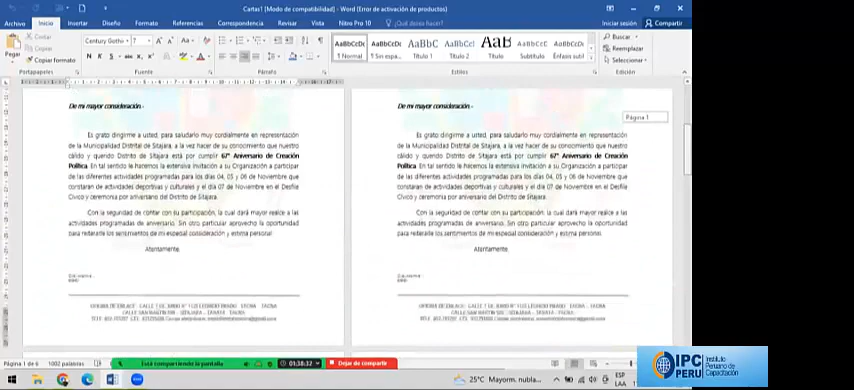 Cartas1 [Modo de compatibilidad] - Word (Error de activación de productos)
Archivo Inicio Insertar Diseño Formato Referencias Correspondencia Revisar Vista Nitro Pro 10 ¿Qué desea hacer? Iniciar sesión Compartir
Pegar Cortar Copiar Copiar formato
Century Gothic 7
AaBbCcDc AaBbCcDc AaBbC AaBbCcI AaB AaBbCcC AaBbCcDc
¶ Normal ¶ Sin espa... Título 1 Título 2 Título Subtítulo Énfasis sutil
Buscar Reemplazar Seleccionar
Portapapeles Fuente Párrafo Estilos Edición
De mi mayor consideración.-
Es grato dirigirme a usted, para saludarlo muy cordialmente en representación
de la Municipalidad Distrital de Sitajara, a la vez hacer de su conocimiento que nuestro
cálido y querido Distrito de Sitajara está por cumplir 67° Aniversario de Creación
Política. En tal sentido le hacemos la extensiva invitación a su Organización a participar
de las diferentes actividades programadas para los días 04, 05 y 06 de Noviembre que
constaran de actividades deportivas y culturales y el día 07 de Noviembre en el Desfile
Cívico y ceremonia por aniversario del Distrito de Sitajara.
Con la seguridad de contar con su participación, la cual dará mayor realce a las
actividades programadas de aniversario. Sin otro particular aprovecho la oportunidad
para reiterarle los sentimientos de mi especial consideración y estima personal
Atentamente,
De mi mayor consideración.-
Página 1
Es grato dirigirme a usted, para saludarlo muy cordialmente en representación
de la Municipalidad Distrital de Sitajara, a la vez hacer de su conocimiento que nuestro
cálido y querido Distrito de Sitajara está por cumplir 67° Aniversario de Creación
Política. En tal sentido le hacemos la extensiva invitación a su Organización a participar
de las diferentes actividades programadas para los días 04, 05 y 06 de Noviembre que
constaran de actividades deportivas y culturales y el día 07 de Noviembre en el Desfile
Cívico y ceremonia por aniversario del Distrito de Sitajara.
Con la seguridad de contar con su participación, la cual dará mayor realce a las
actividades programadas de aniversario. Sin otro particular aprovecho la oportunidad
para reiterarle los sentimientos de mi especial consideración y estima personal
Atentamente,
Página 1 de 6 1002 palabras Está compartiendo la pantalla 01:38:37 Dejar de compartir
25°C Mayorm. nubla... ESP
LAA
IPC PERU
Instituto
Peruano de
Capacitación